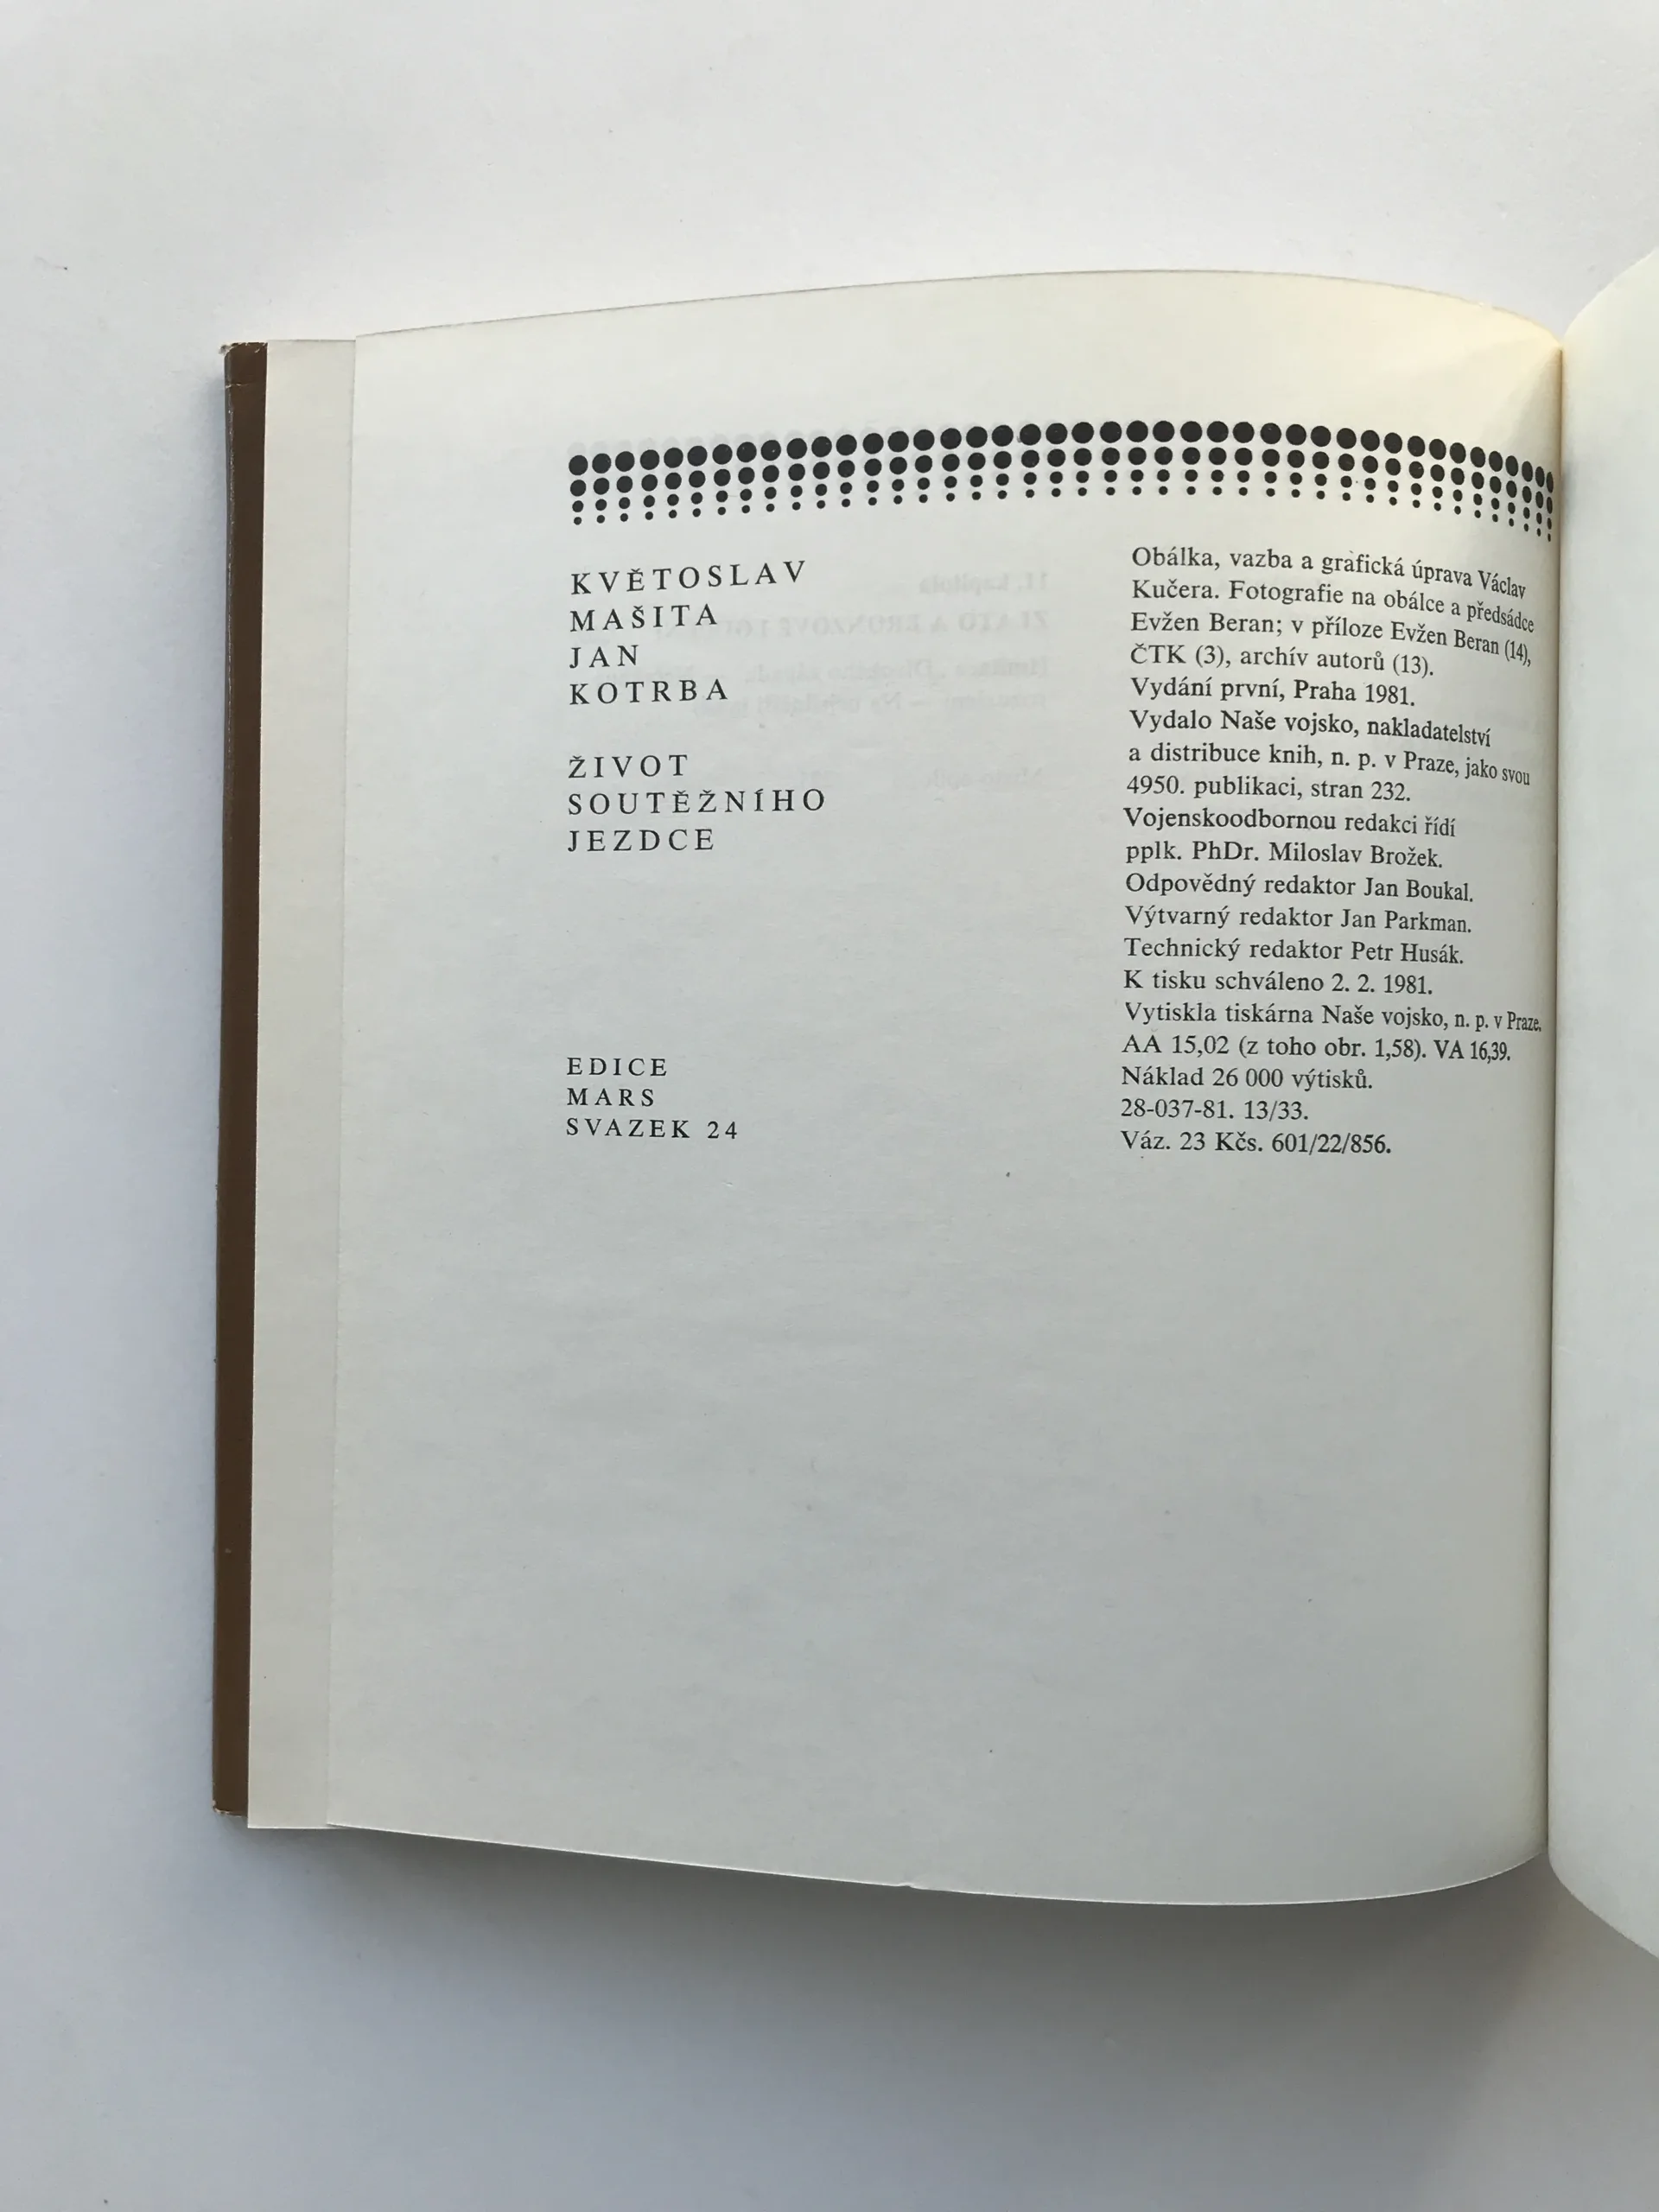 KVĚTOSLAV
MAŠITA
JAN
KOTRBA
ŽIVOT
SOUTĚŽNÍHO
JEZDCE
EDICE
MARS
SVAZEK 24
Obálka, vazba a grafická úprava Václav
Kučera. Fotografie na obálce a předsádce
Evžen Beran; v příloze Evžen Beran (14),
ČTK (3), archív autorů (13).
Vydání první, Praha 1981.
Vydalo Naše vojsko, nakladatelství
a distribuce knih, n. p. v Praze, jako svou
4950. publikaci, stran 232.
Vojenskoodbornou redakci řídí
pplk. PhDr. Miloslav Brožek.
Odpovědný redaktor Jan Boukal.
Výtvarný redaktor Jan Parkman.
Technický redaktor Petr Husák.
K tisku schváleno 2. 2. 1981.
Vytiskla tiskárna Naše vojsko, n. p. v Praze.
AA 15,02 (z toho obr. 1,58). VA 16,39.
Náklad 26 000 výtisků.
28-037-81. 13/33.
Váz. 23 Kčs. 601/22/856.